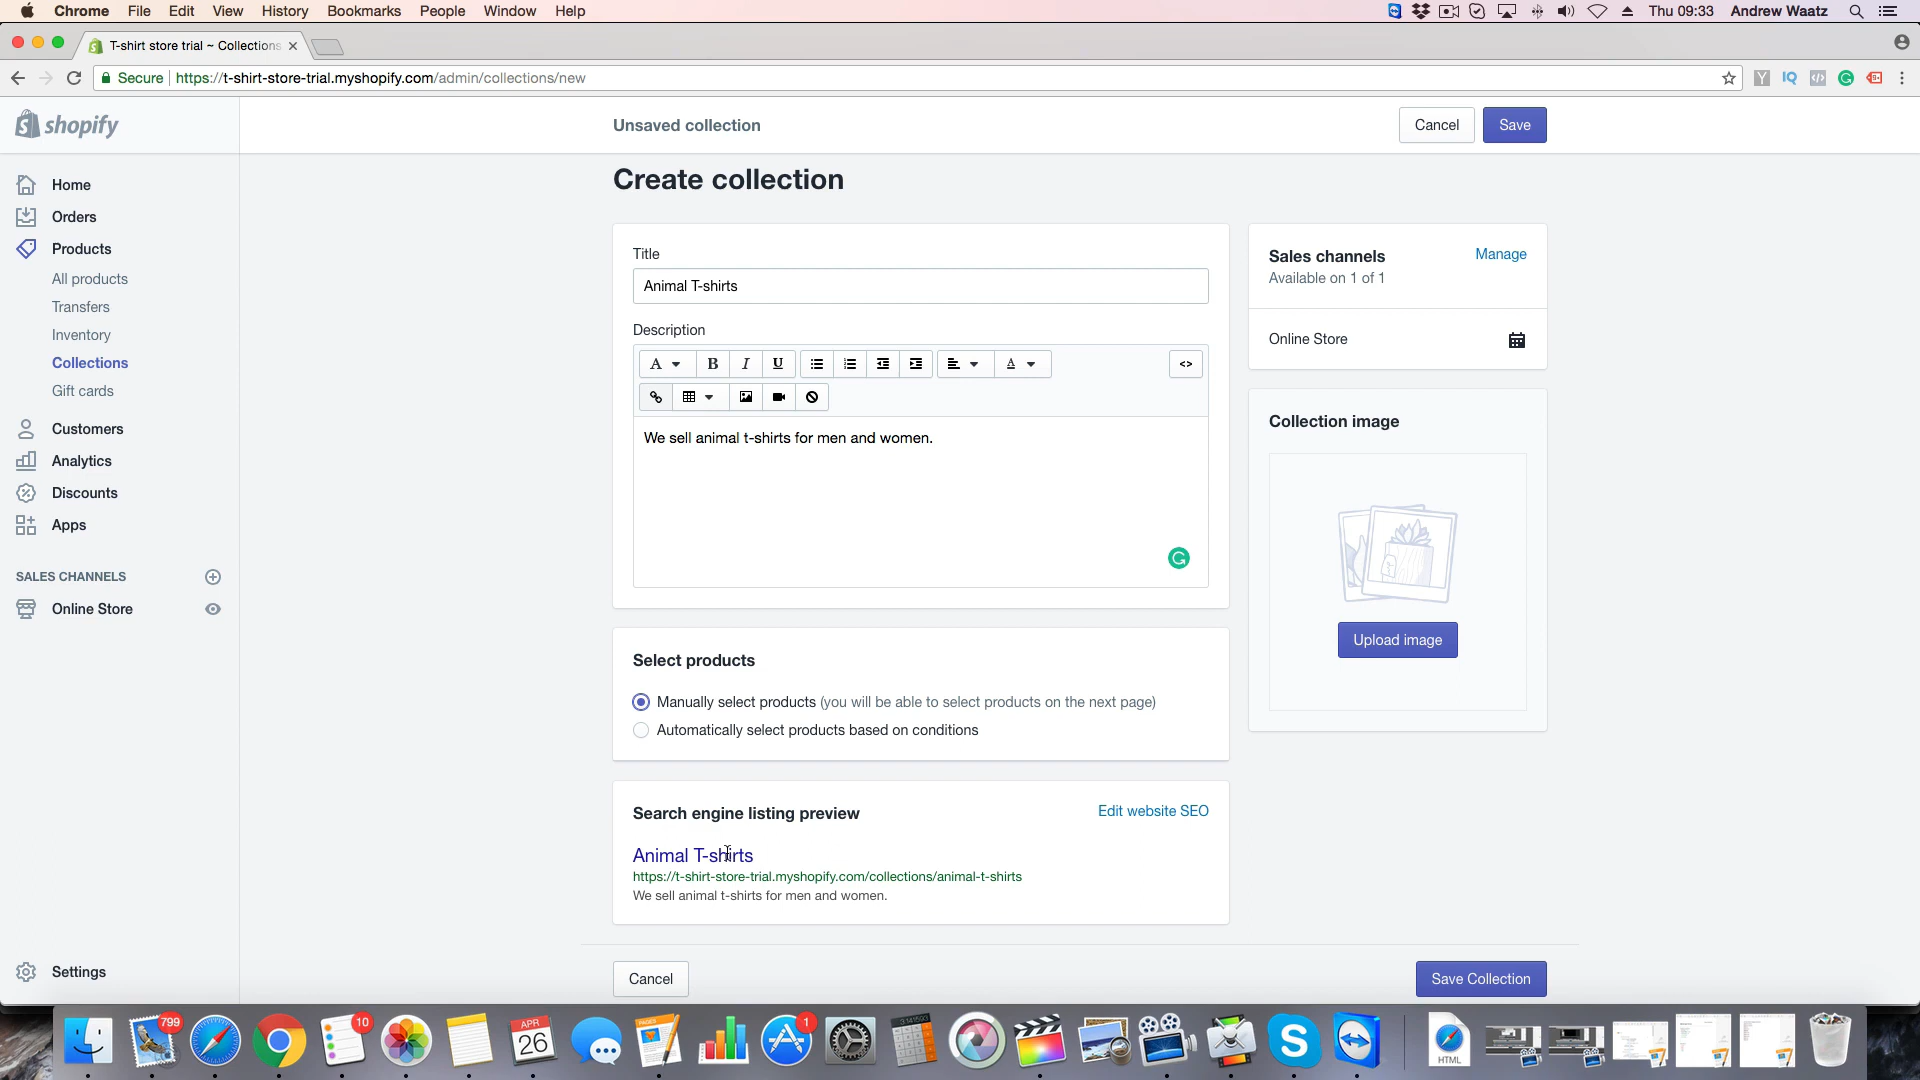 Chrome File Edit View History Bookmarks People Window Help Thu 09:33 Andrew Waatz
T-shirt store trial ~ Collections
Secure https://t-shirt-store-trial.myshopify.com/admin/collections/new
shopify
Unsaved collection
Cancel
Save
Home
Orders
Products
All products
Transfers
Inventory
Collections
Gift cards
Customers
Analytics
Discounts
Apps
SALES CHANNELS
Online Store
Settings
Create collection
Title
Animal T-shirts
Description
We sell animal t-shirts for men and women.
Select products
Manually select products (you will be able to select products on the next page)
Automatically select products based on conditions
Search engine listing preview
Edit website SEO
Animal T-shirts
https://t-shirt-store-trial.myshopify.com/collections/animal-t-shirts
We sell animal t-shirts for men and women.
Cancel
Save Collection
Sales channels
Manage
Available on 1 of 1
Online Store
Collection image
Upload image
799
10
APR
26
1
HTML